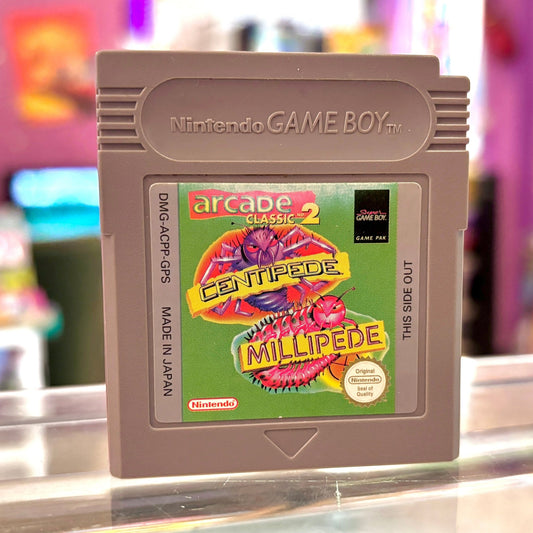 Nintendo GAME BOY TM
arcade
CLASSIC No. 2
Super
GAME BOY
GAME PAK
CENTIPEDE
MILLIPEDE
Nintendo
Original
Nintendo
Seal of
Quality
DMG-ACPP-GPS
MADE IN JAPAN
THIS SIDE OUT